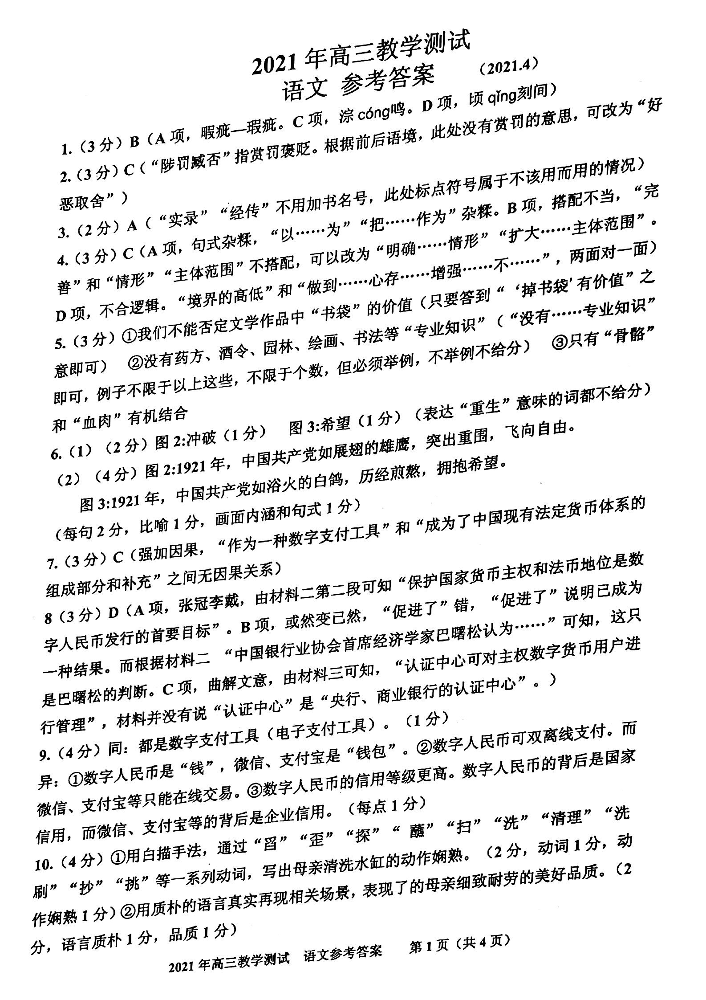 2021 年高三教学测试
语文 参考答案 （2021.4）
1.（3 分）B（A 项，暇疵—瑕疵。C 项，淙 cóng鸣。D 项，顷 qǐng刻间）
2.（3 分）C（“陟罚臧否”指赏罚褒贬。根据前后语境，此处没有赏罚的意思，可改为“好
恶取舍”）
3.（2 分）A（“实录”“经传”不用加书名号，此处标点符号属于不该用而用的情况）
4.（3 分）C（A 项，句式杂糅，“以……为”“把……作为”杂糅。B 项，搭配不当，“完
善”和“情形”“主体范围”不搭配，可以改为“明确……情形”“扩大……主体范围”。
D 项，不合逻辑。“境界的高低”和“做到……心存……增强……不……”，两面对一面）
5.（3 分）①我们不能否定文学作品中“书袋”的价值（只要答到“‘掉书袋’有价值”之
意即可） ②没有药方、酒令、园林、绘画、书法等“专业知识”（“没有……专业知识”
即可，例子不限于以上这些，不限于个数，但必须举例，不举例不给分） ③只有“骨骼”
和“血肉”有机结合
6.（1）（2 分）图 2:冲破（1 分） 图 3:希望（1 分）（表达“重生”意味的词都不给分）
（2）（4 分）图 2:1921 年，中国共产党如展翅的雄鹰，突出重围，飞向自由。
图 3:1921 年，中国共产党如浴火的白鸽，历经煎熬，拥抱希望。
（每句 2 分，比喻 1 分，画面内涵和句式 1 分）
7.（3 分）C（强加因果，“作为一种数字支付工具”和“成为了中国现有法定货币体系的
组成部分和补充”之间无因果关系）
8（3 分）D（A 项，张冠李戴，由材料二第二段可知“保护国家货币主权和法币地位是数
字人民币发行的首要目标”。B 项，或然变已然，“促进了”错，“促进了”说明已成为
一种结果。而根据材料二 “中国银行业协会首席经济学家巴曙松认为……”可知，这只
是巴曙松的判断。C 项，曲解文意，由材料三可知，“认证中心可对主权数字货币用户进
行管理”，材料并没有说“认证中心”是“央行、商业银行的认证中心”。）
9.（4 分）同：都是数字支付工具（电子支付工具）。（1 分）
异：①数字人民币是“钱”，微信、支付宝是“钱包”。②数字人民币可双离线支付。而
微信、支付宝等只能在线交易。③数字人民币的信用等级更高。数字人民币的背后是国家
信用，而微信、支付宝等的背后是企业信用。（每点 1 分）
10.（4 分）①用白描手法，通过“舀”“歪”“探”“ 蘸”“扫”“洗”“清理”“洗
刷”“抄”“挑”等一系列动词，写出母亲清洗水缸的动作娴熟。（2 分，动词 1 分，动
作娴熟 1 分）②用质朴的语言真实再现相关场景，表现了的母亲细致耐劳的美好品质。（2
分，语言质朴 1 分，品质 1 分）
2021 年高三教学测试 语文参考答案 第 1 页（共 4 页）